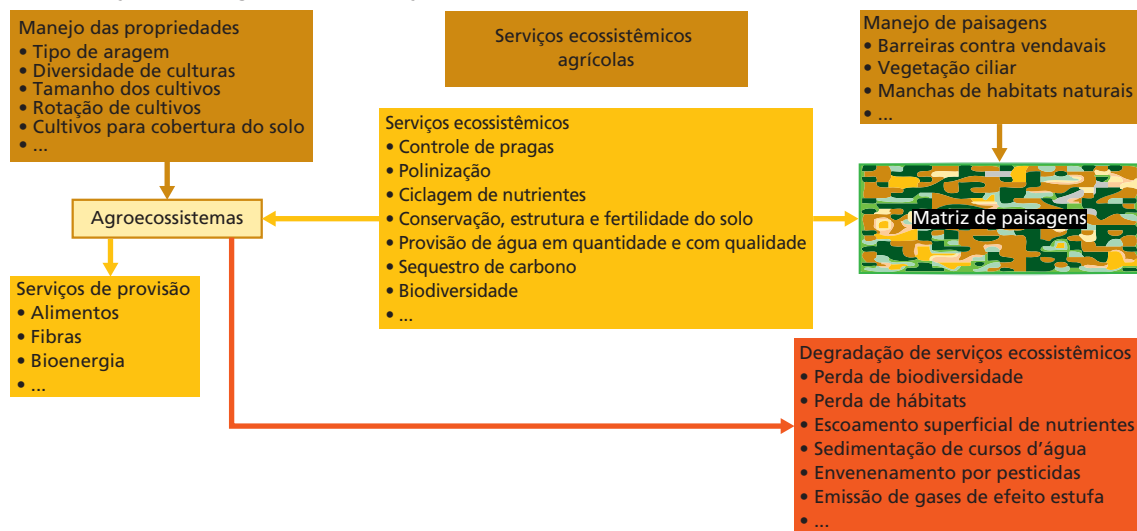 Manejo das propriedades
• Tipo de aragem
• Diversidade de culturas
• Tamanho dos cultivos
• Rotação de cultivos
• Cultivos para cobertura do solo
• ...
Serviços ecossistêmicos
agrícolas
Manejo de paisagens
• Barreiras contra vendavais
• Vegetação ciliar
• Manchas de habitats naturais
• ...
Serviços ecossistêmicos
• Controle de pragas
• Polinização
• Ciclagem de nutrientes
• Conservação, estrutura e fertilidade do solo
• Provisão de água em quantidade e com qualidade
• Sequestro de carbono
• Biodiversidade
• ...
Agroecossistemas
Matriz de paisagens
Serviços de provisão
• Alimentos
• Fibras
• Bioenergia
• ...
Degradação de serviços ecossistêmicos
• Perda de biodiversidade
• Perda de hábitats
• Escoamento superficial de nutrientes
• Sedimentação de cursos d’água
• Envenenamento por pesticidas
• Emissão de gases de efeito estufa
• ...